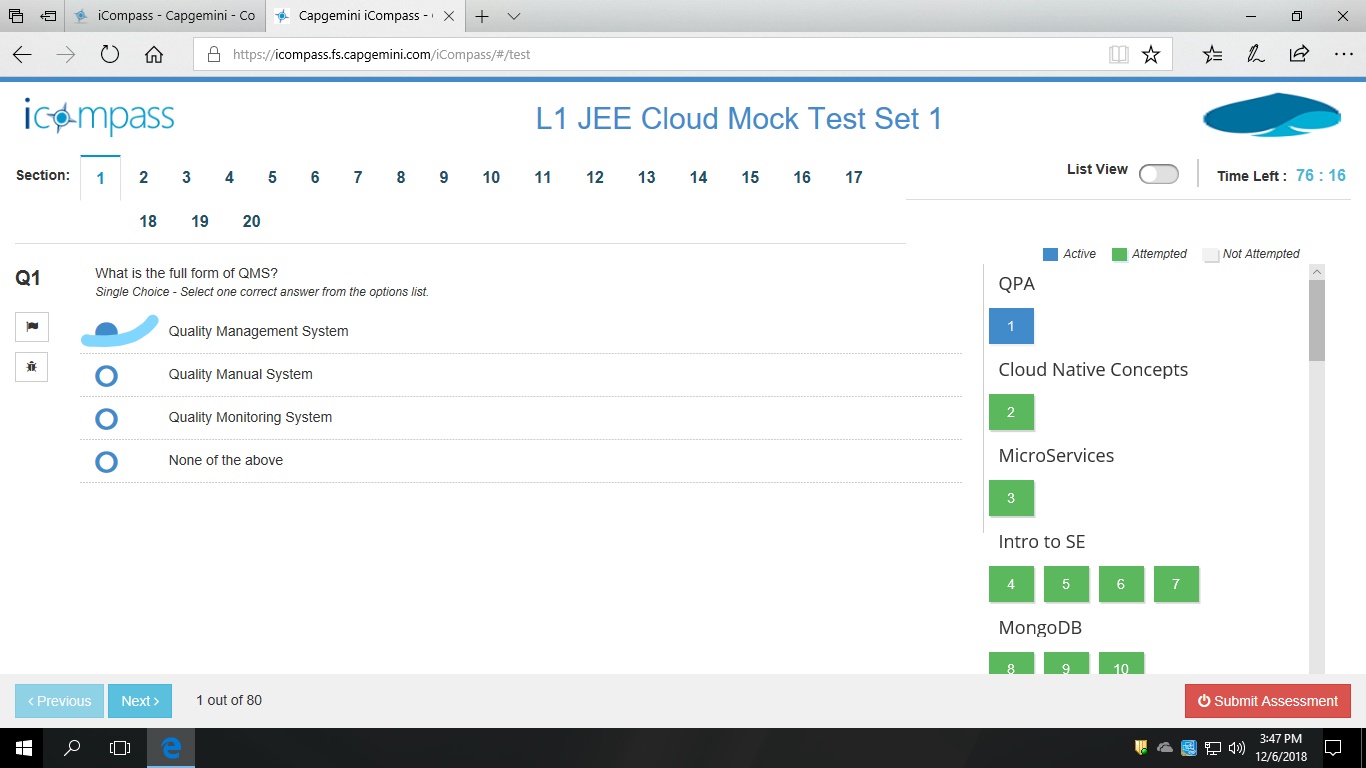 iCompass - Capgemini - Co
Capgemini iCompass -
https://icompass.fs.capgemini.com/iCompass/#/test
icompass
L1 JEE Cloud Mock Test Set 1
Section: 1 2 3 4 5 6 7 8 9 10 11 12 13 14 15 16 17
18 19 20
List View
Time Left : 76 : 16
Active Attempted Not Attempted
Q1
What is the full form of QMS?
Single Choice - Select one correct answer from the options list.
Quality Management System
Quality Manual System
Quality Monitoring System
None of the above
QPA
1
Cloud Native Concepts
2
MicroServices
3
Intro to SE
4 5 6 7
MongoDB
8 9 10
< Previous Next > 1 out of 80
Submit Assessment
3:47 PM
12/6/2018